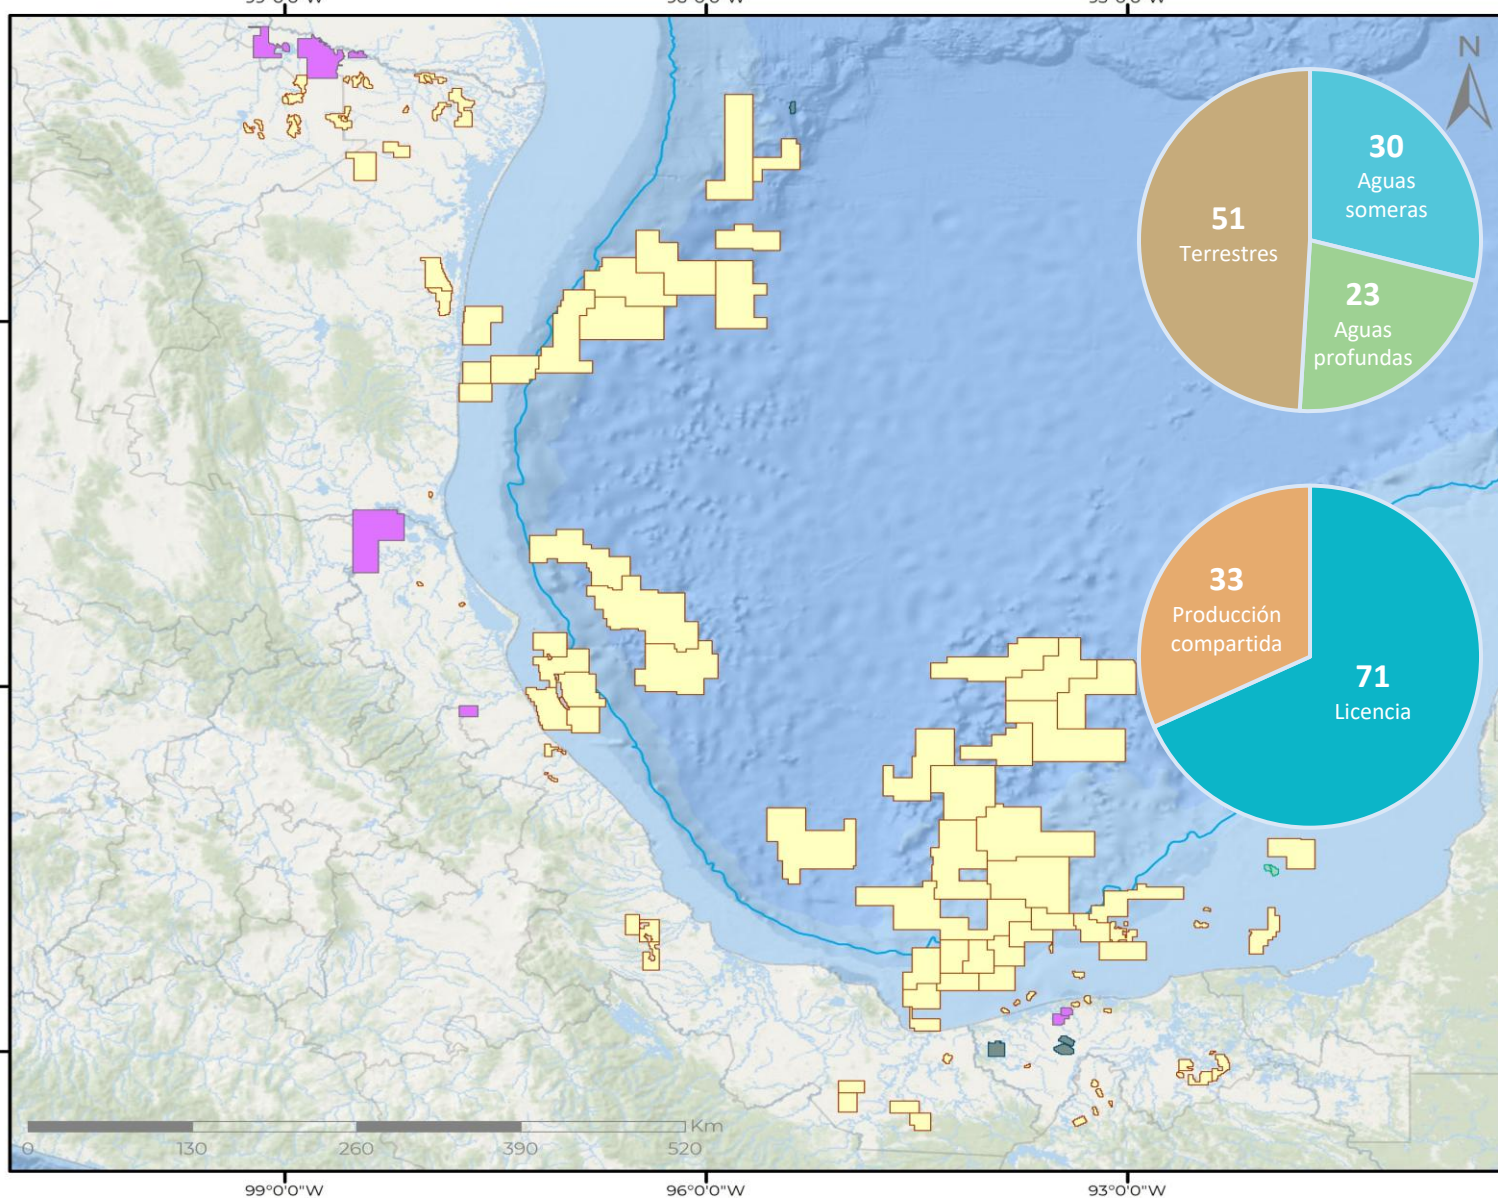 N
30
Aguas
someras
51
Terrestres
23
Aguas
profundas
33
Producción
compartida
71
Licencia
Km
0 130 260 390 520
99°0'0"W 96°0'0"W 93°0'0"W